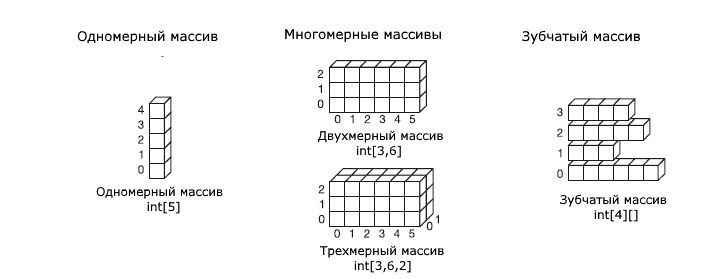 Одномерный массив
Многомерные массивы
Зубчатый массив
4
3
2
1
0
Одномерный массив
int[5]
2
1
0
0 1 2 3 4 5
Двухмерный массив
int[3,6]
2
1
0
0 1 2 3 4 5
0
1
Трехмерный массив
int[3,6,2]
3
2
1
0
Зубчатый массив
int[4][]